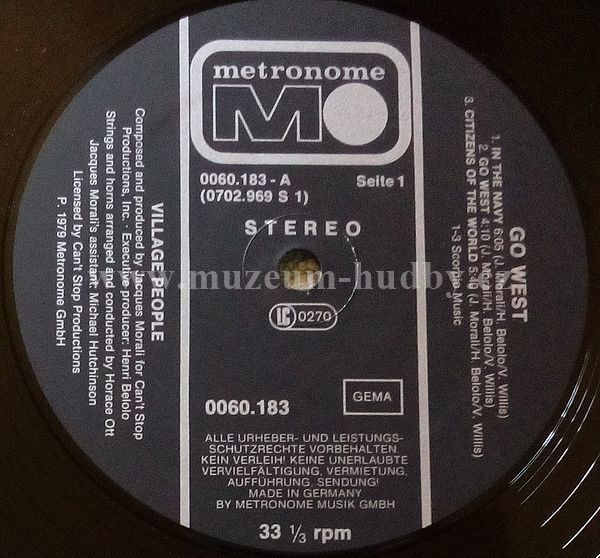 metronome
MO
0060.183 - A
(0702.969 S 1)
Seite 1
STEREO
LC 0270
0060.183
GEMA
ALLE URHEBER- UND LEISTUNGS-
SCHUTZRECHTE VORBEHALTEN.
KEIN VERLEIH! KEINE UNERLAUBTE
VERVIELFÄLTIGUNG, VERMIETUNG,
AUFFÜHRUNG, SENDUNG!
MADE IN GERMANY
BY METRONOME MUSIK GMBH
33 1/3 rpm
GO WEST
1. IN THE NAVY 6:05 (J. Morali/H. Belolo/V. Willis)
2. GO WEST 4.10 (J. Morali/H. Belolo/V. Willis)
3. CITIZENS OF THE WORLD (J. Morali/H. Belolo/V. Willis)
1-3 Scorpio Music
VILLAGE PEOPLE
Composed and produced by Jacques Morali for Can't Stop
Productions, Inc. · Executive producer: Henri Belolo
Strings and horns arranged and conducted by Horace Ott
Jacques Morali's assistant: Michael Hutchinson
Licensed by Can't Stop Productions
P. 1979 Metronome GmbH
www.muzeum-hudby